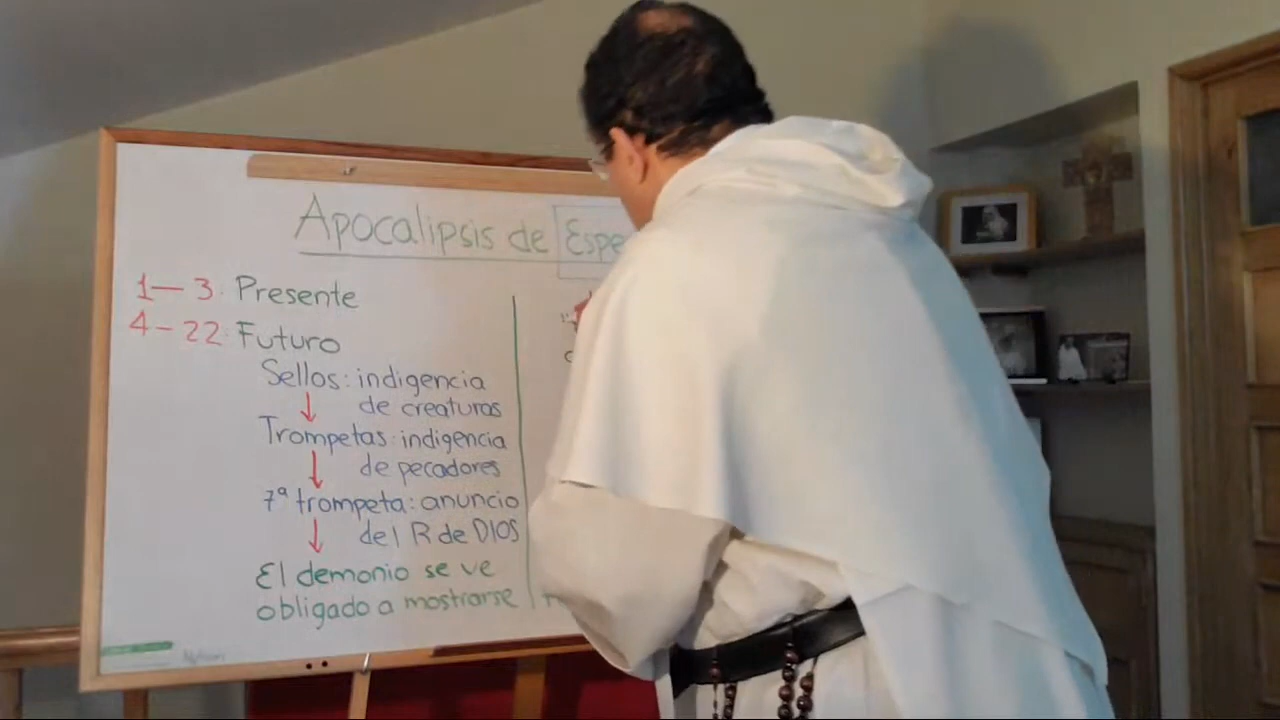 Apocalipsis de Espe
1 — 3: Presente
4 - 22: Futuro
Sellos: indigencia
de creaturas
Trompetas: indigencia
de pecadores
7ª trompeta: anuncio
del R de DIOS
El demonio se ve
obligado a mostrarse